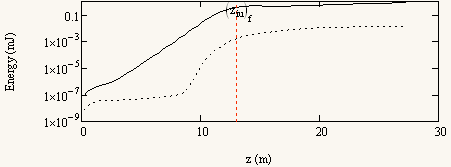 0.1
1×10⁻³
1×10⁻⁵
1×10⁻⁷
1×10⁻⁹
Energy (mJ)
(z_m)_f
0 10 20 30
z (m)